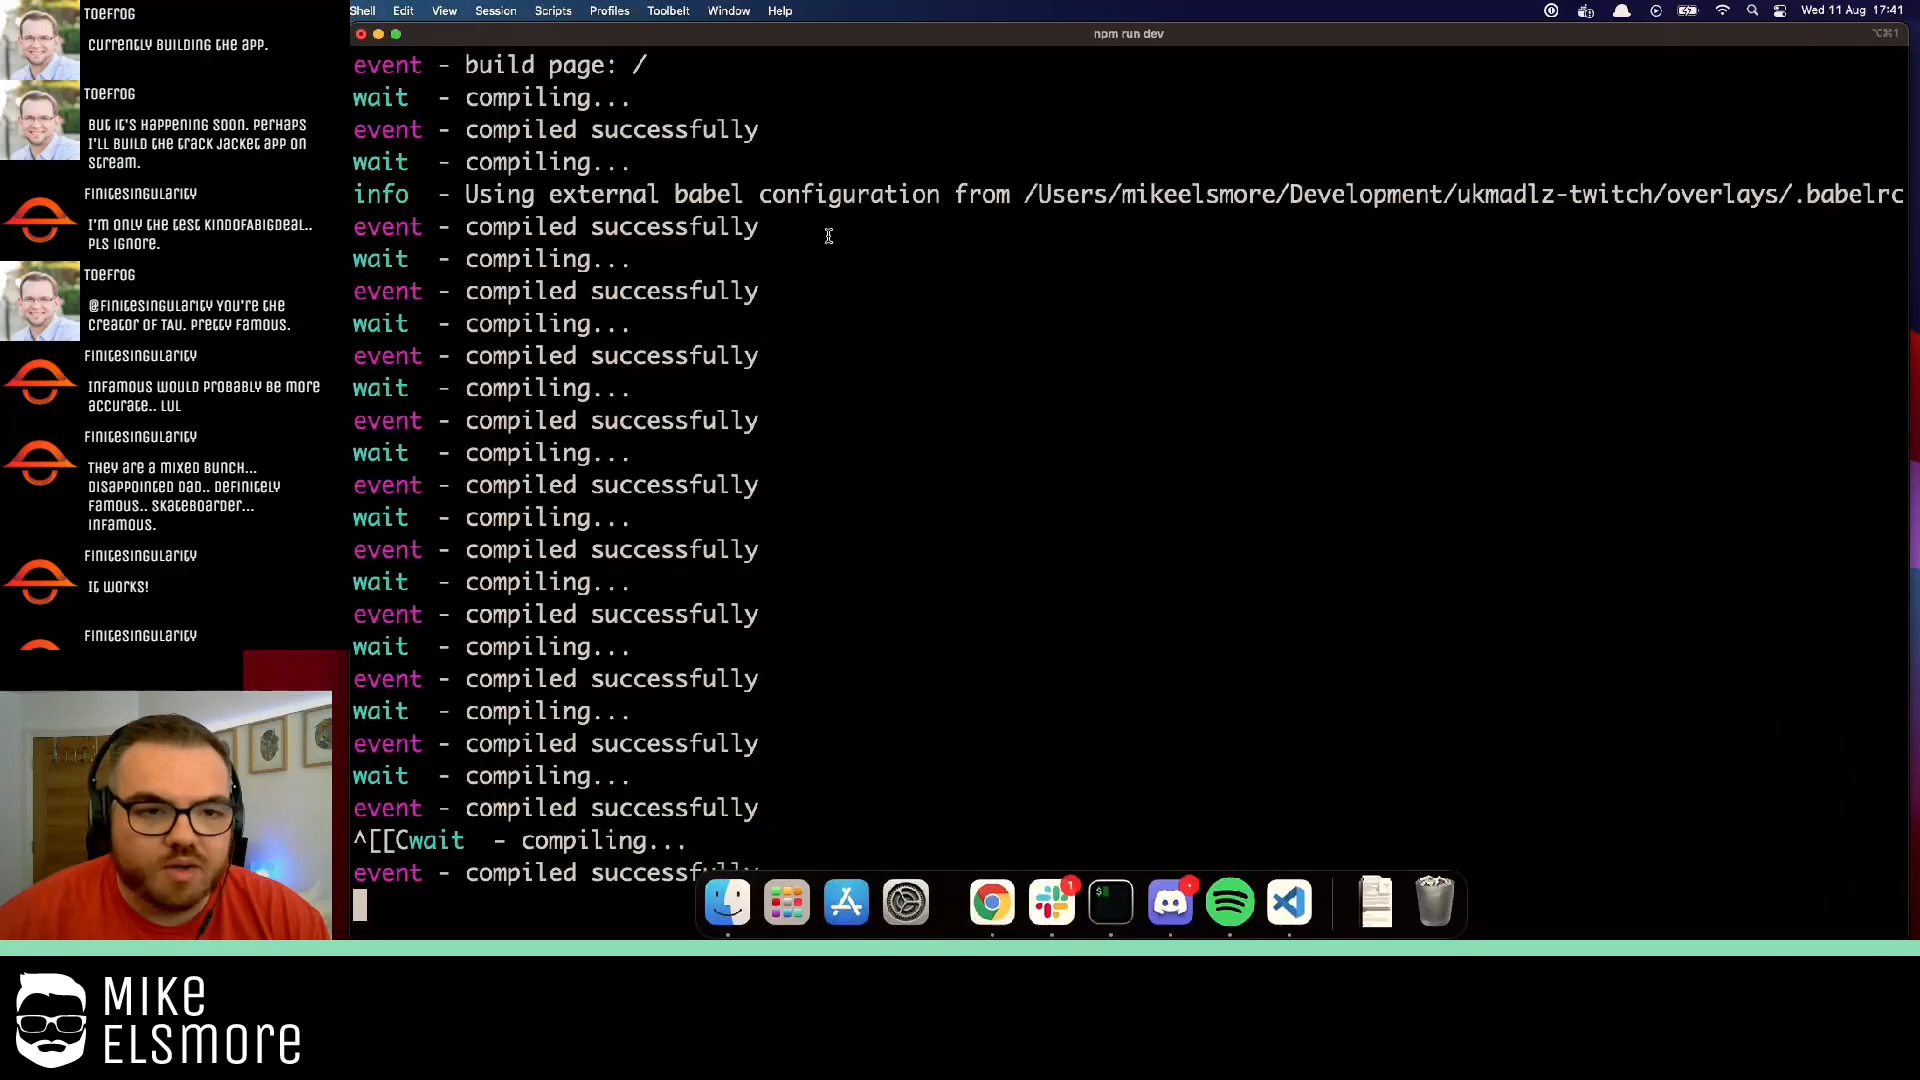 Toefrog
Currently building the app.
Toefrog
But it's happening soon. Perhaps
I'll build the track jacket app on
stream.
finitesingularity
I'm only the test kindofabigdeal..
pls ignore.
Toefrog
@finitesingularity You're the
creator of TAU. Pretty famous.
finitesingularity
Infamous would probably be more
accurate.. LUL
finitesingularity
They are a mixed bunch...
disappointed dad.. definitely
famous.. skateboarder...
infamous.
finitesingularity
It works!
finitesingularity
Shell Edit View Session Scripts Profiles Toolbelt Window Help
Wed 11 Aug 17:41
npm run dev
⌥⌘1
event - build page: /
wait - compiling...
event - compiled successfully
wait - compiling...
info - Using external babel configuration from /Users/mikeelsmore/Development/ukmadlz-twitch/overlays/.babelrc
event - compiled successfully
wait - compiling...
event - compiled successfully
wait - compiling...
event - compiled successfully
wait - compiling...
event - compiled successfully
wait - compiling...
event - compiled successfully
wait - compiling...
event - compiled successfully
wait - compiling...
event - compiled successfully
wait - compiling...
event - compiled successfully
wait - compiling...
event - compiled successfully
wait - compiling...
event - compiled successfully
^[[Cwait - compiling...
event - compiled successfully
1
$
Mike
Elsmore